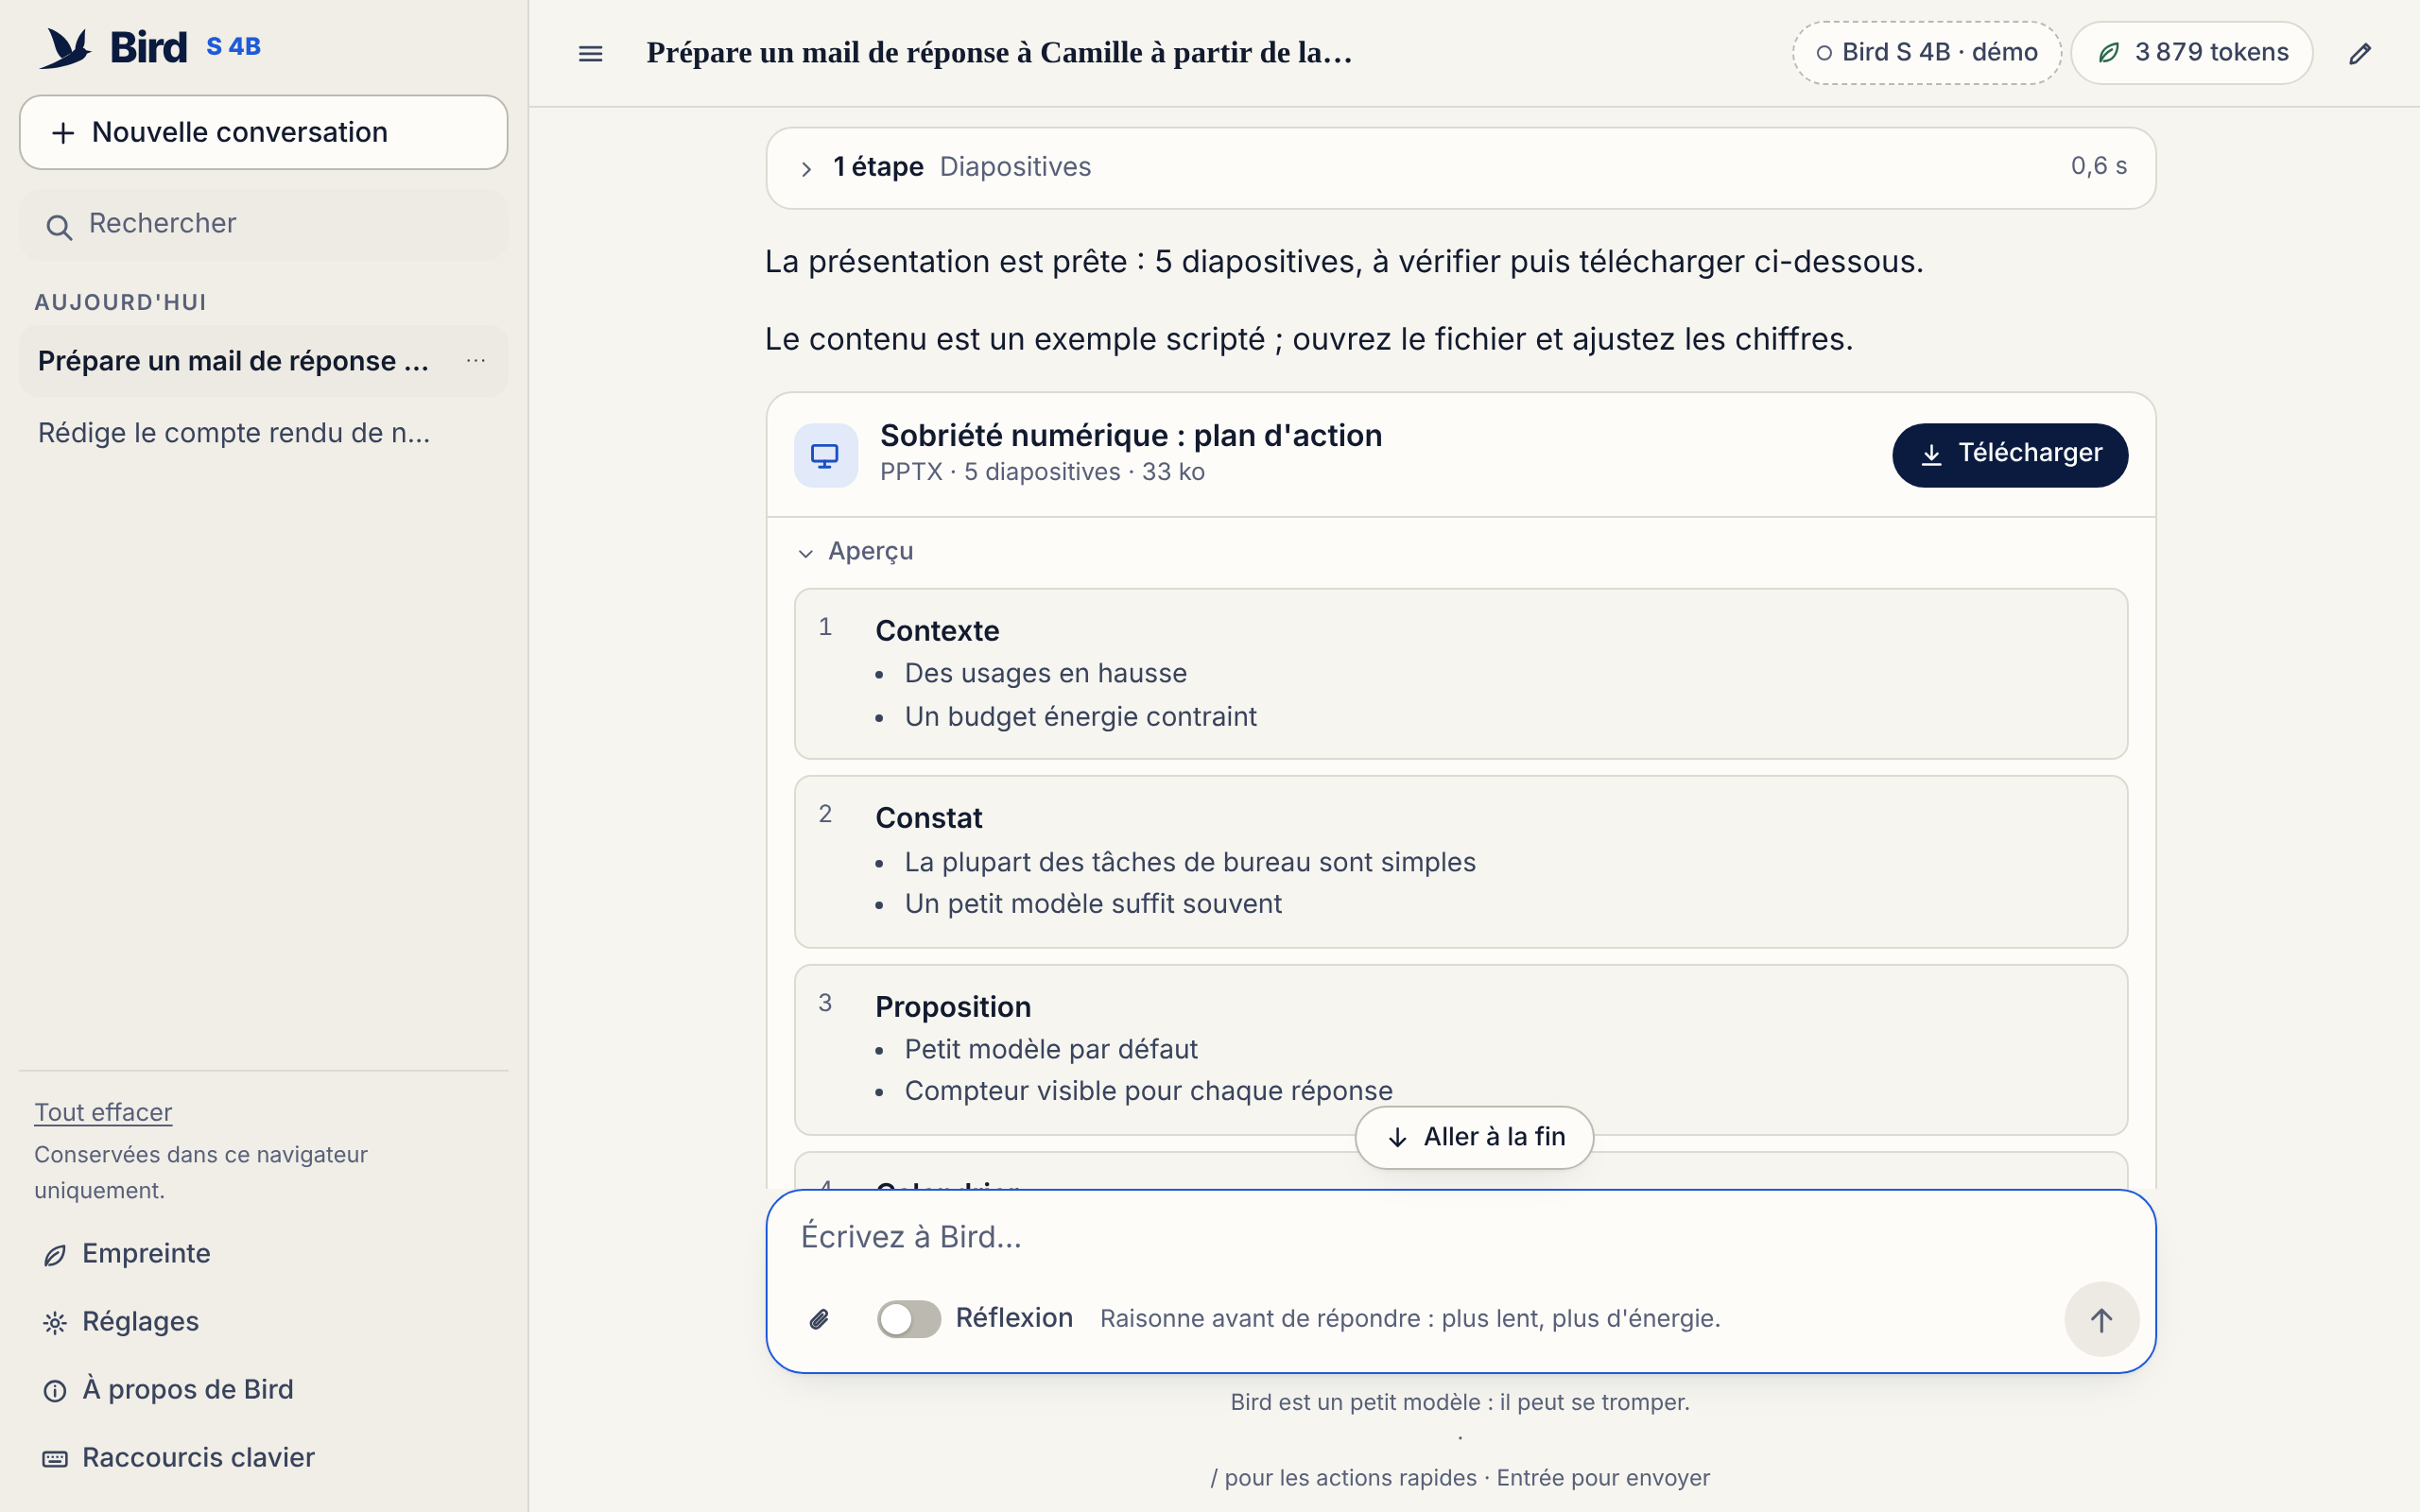 Bird S 4B
Nouvelle conversation
Rechercher
AUJOURD'HUI
Prépare un mail de réponse ...
Rédige le compte rendu de n...
Tout effacer
Conservées dans ce navigateur
uniquement.
Empreinte
Réglages
À propos de Bird
Raccourcis clavier
Prépare un mail de réponse à Camille à partir de la...
Bird S 4B · démo
3 879 tokens
1 étape Diapositives
0,6 s
La présentation est prête : 5 diapositives, à vérifier puis télécharger ci-dessous.
Le contenu est un exemple scripté ; ouvrez le fichier et ajustez les chiffres.
Sobriété numérique : plan d'action
PPTX · 5 diapositives · 33 ko
Télécharger
Aperçu
1 Contexte
• Des usages en hausse
• Un budget énergie contraint
2 Constat
• La plupart des tâches de bureau sont simples
• Un petit modèle suffit souvent
3 Proposition
• Petit modèle par défaut
• Compteur visible pour chaque réponse
Aller à la fin
4 Calendrier
Écrivez à Bird...
Réflexion Raisonne avant de répondre : plus lent, plus d'énergie.
Bird est un petit modèle : il peut se tromper.
·
/ pour les actions rapides · Entrée pour envoyer